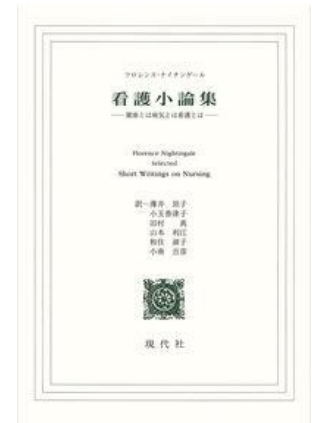 フロレンス・ナイチンゲール
看護小論集
―健康とは病気とは看護とは―
Florence Nightingale
selected
Short Writings on Nursing
訳―薄井 坦子
小玉香津子
田村 真
山本 利江
和住 淑子
小南 吉彦
現代社